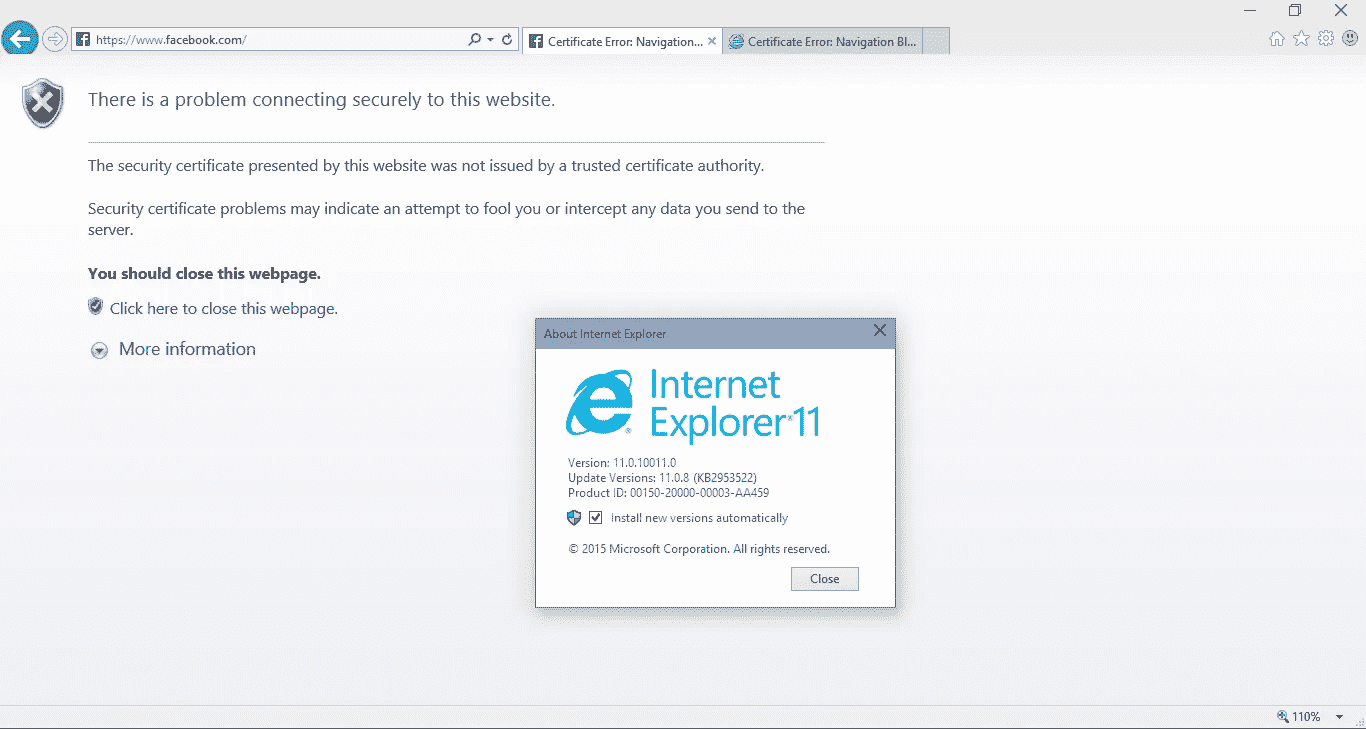 https://www.facebook.com/
Certificate Error: Navigation...
Certificate Error: Navigation Bl...
There is a problem connecting securely to this website.
The security certificate presented by this website was not issued by a trusted certificate authority.
Security certificate problems may indicate an attempt to fool you or intercept any data you send to the
server.
You should close this webpage.
Click here to close this webpage.
More information
About Internet Explorer
Internet
Explorer®11
Version: 11.0.10011.0
Update Versions: 11.0.8 (KB2953522)
Product ID: 00150-20000-00003-AA459
Install new versions automatically
© 2015 Microsoft Corporation. All rights reserved.
Close
110%